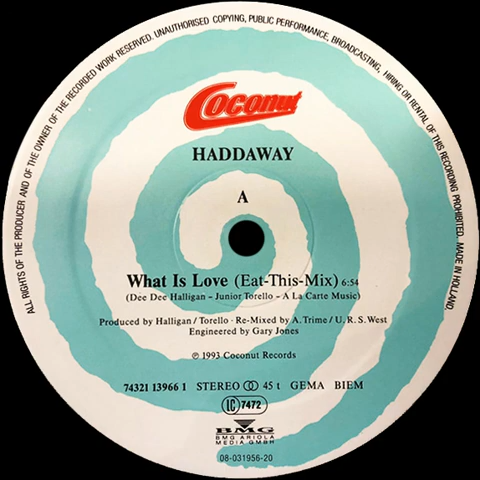 ALL RIGHTS OF THE PRODUCER AND OF THE OWNER OF THE RECORDED WORK RESERVED. UNAUTHORISED COPYING, PUBLIC PERFORMANCE, BROADCASTING, HIRING OR RENTAL OF THIS RECORDING PROHIBITED. MADE IN HOLLAND.
Coconut
HADDAWAY
A
What Is Love (Eat-This-Mix) 6:54
(Dee Dee Halligan - Junior Torello - A La Carte Music)
Produced by Halligan / Torello · Re-Mixed by A. Trime / U. R. S. West
Engineered by Gary Jones
℗ 1993 Coconut Records
74321 13966 1 STEREO 45 t GEMA BIEM
LC 7472
BMG
BMG ARIOLA
MEDIA GMBH
08-031956-20